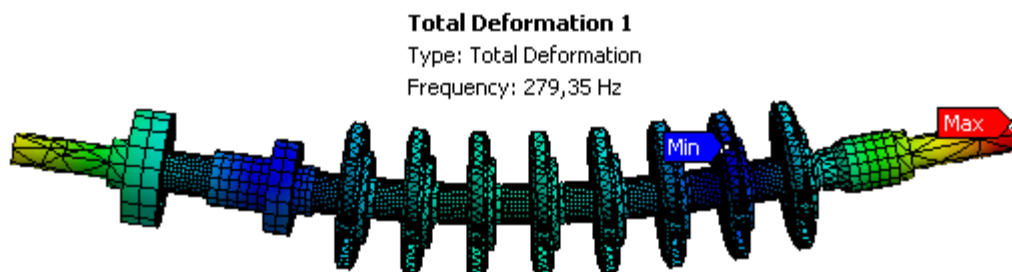 Total Deformation 1
Type: Total Deformation
Frequency: 279,35 Hz
Max
Min